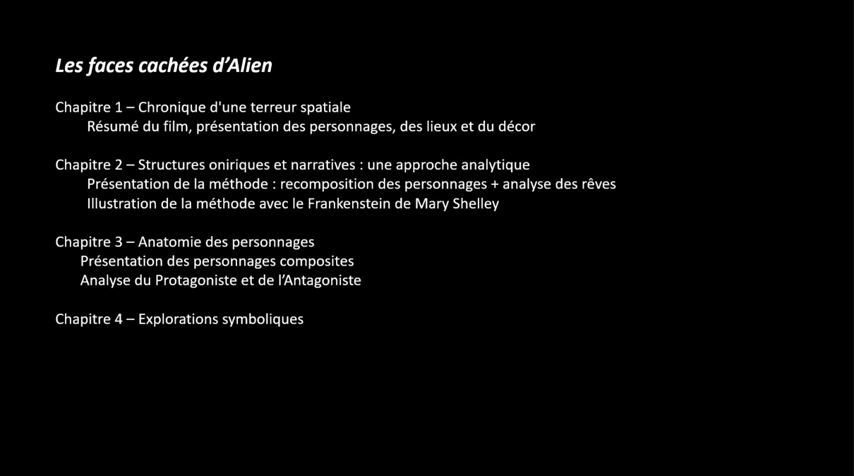 Les faces cachées d’Alien
Chapitre 1 – Chronique d'une terreur spatiale
Résumé du film, présentation des personnages, des lieux et du décor
Chapitre 2 – Structures oniriques et narratives : une approche analytique
Présentation de la méthode : recomposition des personnages + analyse des rêves
Illustration de la méthode avec le Frankenstein de Mary Shelley
Chapitre 3 – Anatomie des personnages
Présentation des personnages composites
Analyse du Protagoniste et de l’Antagoniste
Chapitre 4 – Explorations symboliques